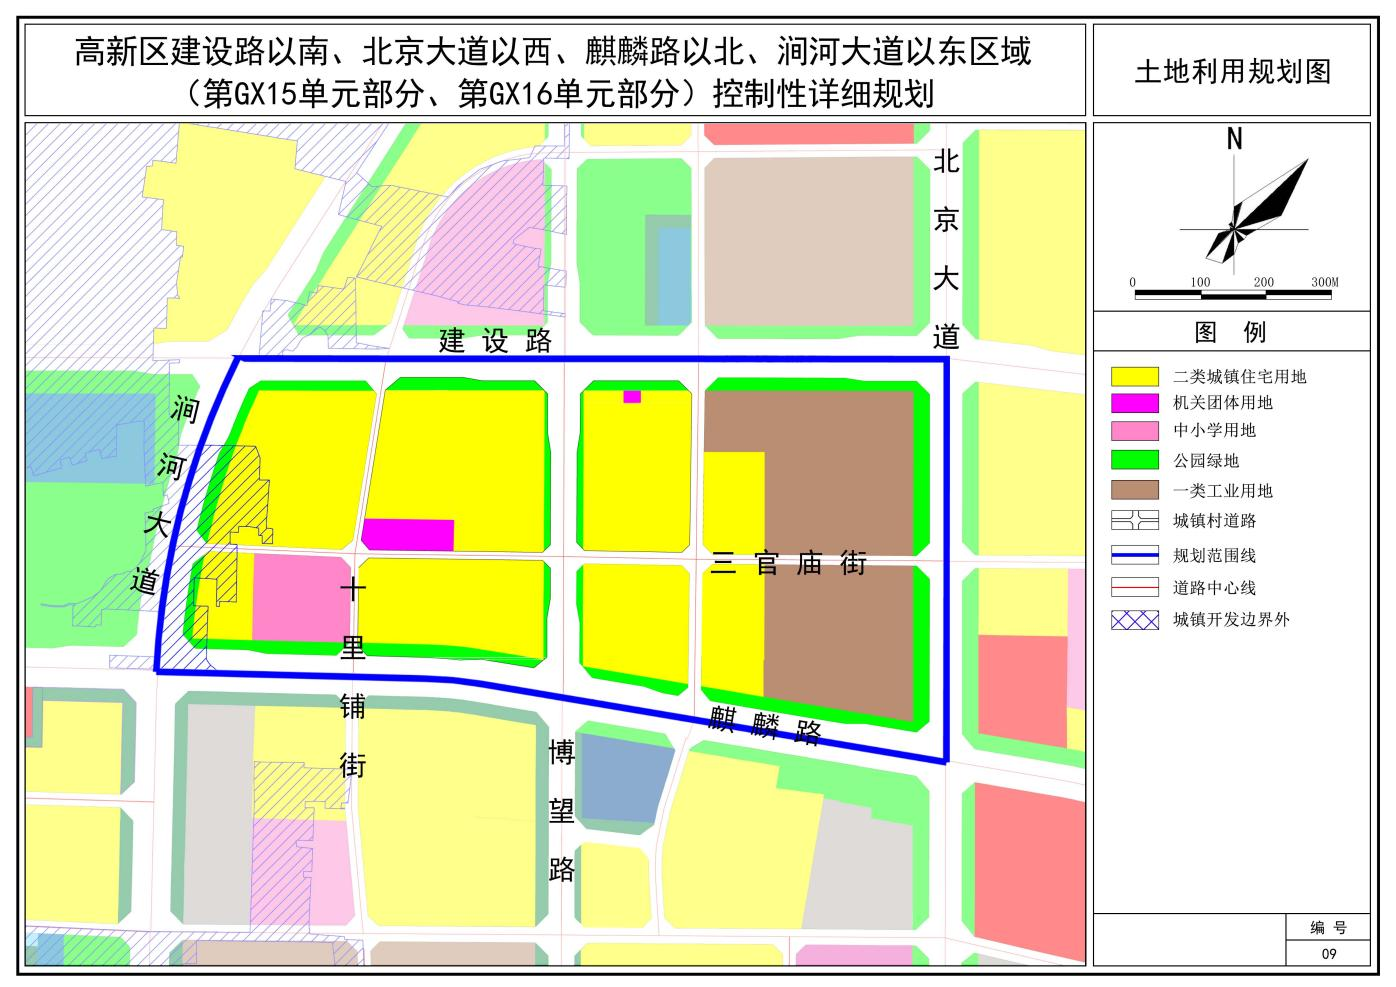 高新区建设路以南、北京大道以西、麒麟路以北、涧河大道以东区域
（第GX15单元部分、第GX16单元部分）控制性详细规划
土地利用规划图
N
0 100 200 300M
图 例
二类城镇住宅用地
机关团体用地
中小学用地
公园绿地
一类工业用地
城镇村道路
规划范围线
道路中心线
城镇开发边界外
北京大道
建设路
涧河大道
三官庙街
十里铺街
麒麟路
博望路
编 号
09